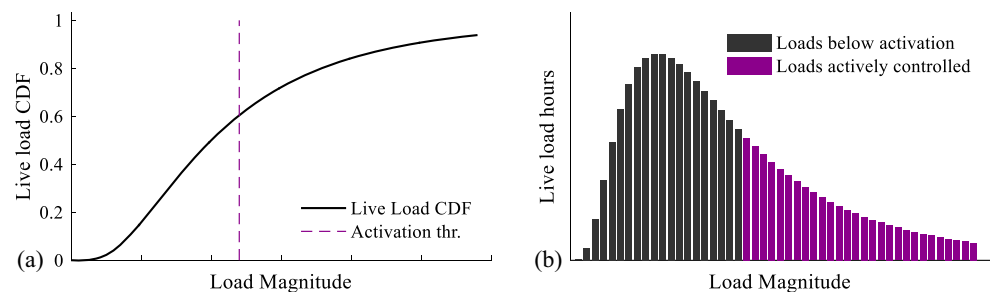 1
0.8
0.6
0.4
0.2
0
Live load CDF
Live Load CDF
Activation thr.
(a)
Load Magnitude
Live load hours
Loads below activation
Loads actively controlled
(b)
Load Magnitude